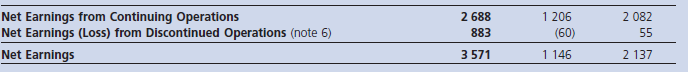 Net Earnings from Continuing Operations 2 688 1 206 2 082
Net Earnings (Loss) from Discontinued Operations (note 6) 883 (60) 55
Net Earnings 3 571 1 146 2 137